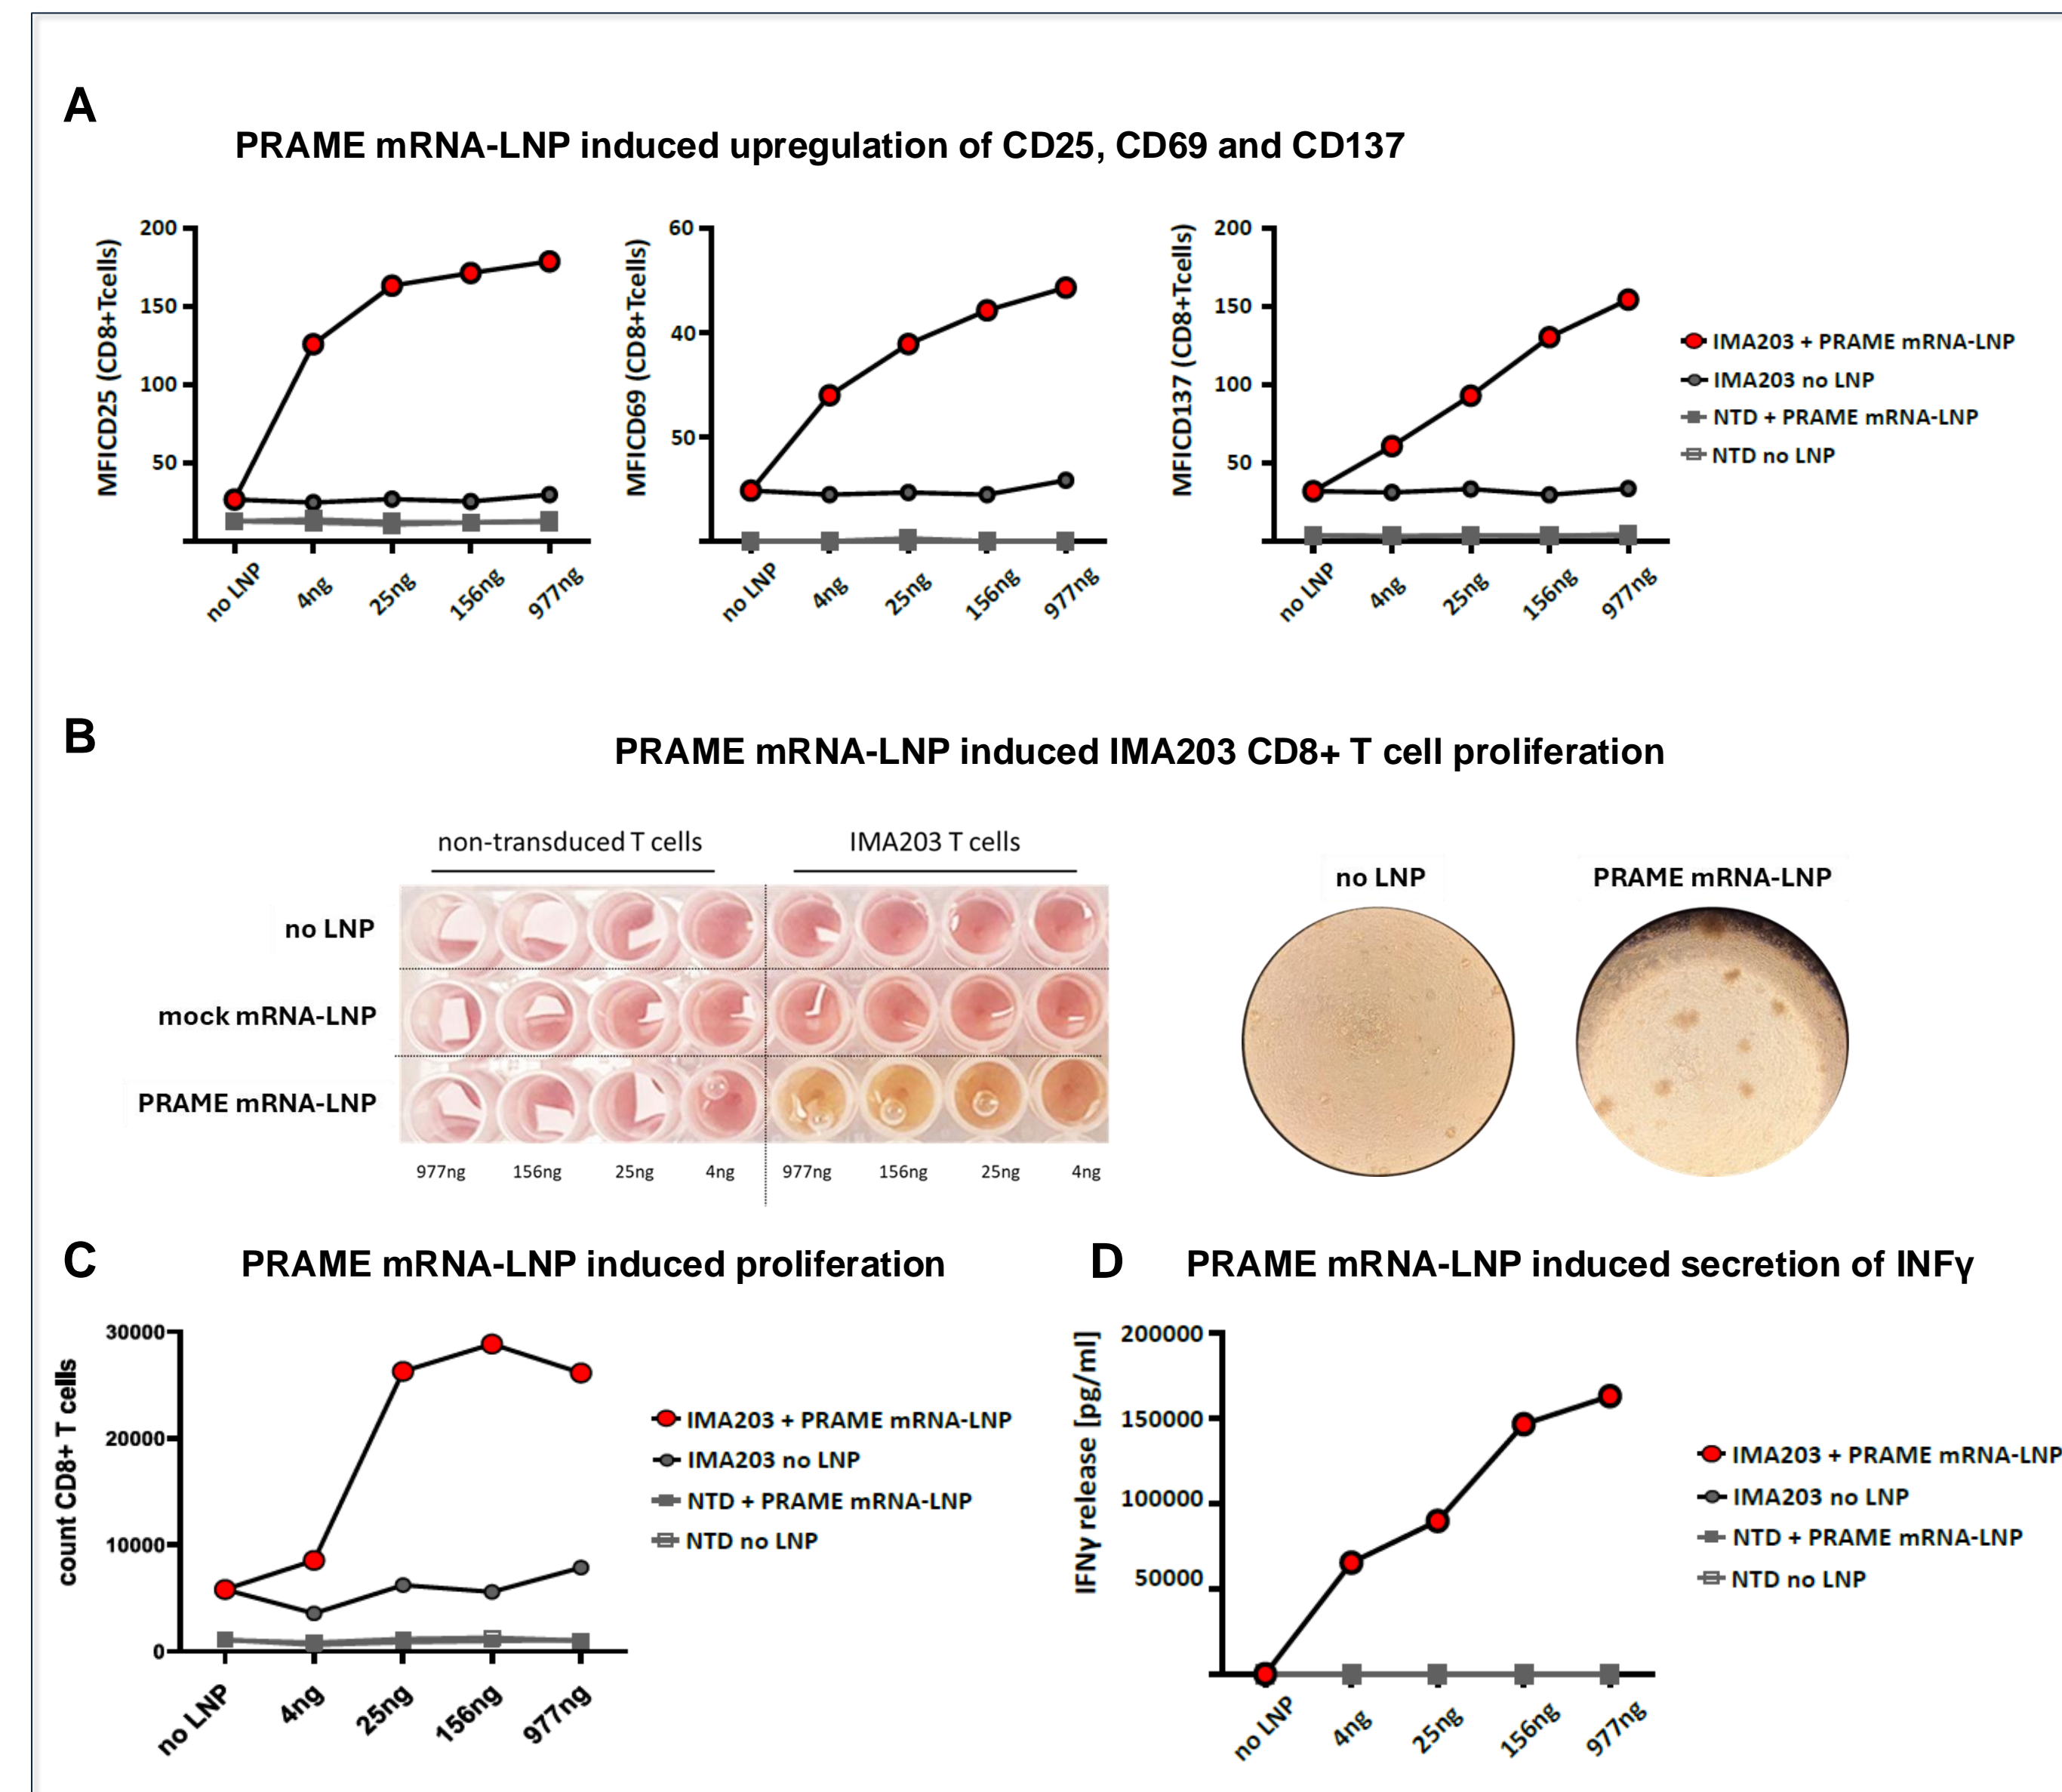 A
PRAME mRNA-LNP induced upregulation of CD25, CD69 and CD137
MFICD25 (CD8+Tcells)
200
150
100
50
no LNP
4ng
25ng
156ng
977ng
MFICD69 (CD8+Tcells)
60
40
50
no LNP
4ng
25ng
156ng
977ng
MFICD137 (CD8+Tcells)
200
150
100
50
no LNP
4ng
25ng
156ng
977ng
IMA203 + PRAME mRNA-LNP
IMA203 no LNP
NTD + PRAME mRNA-LNP
NTD no LNP
B
PRAME mRNA-LNP induced IMA203 CD8+ T cell proliferation
non-transduced T cells
IMA203 T cells
no LNP
mock mRNA-LNP
PRAME mRNA-LNP
977ng
156ng
25ng
4ng
977ng
156ng
25ng
4ng
no LNP
PRAME mRNA-LNP
C
PRAME mRNA-LNP induced proliferation
count CD8+ T cells
30000
20000
10000
0
no LNP
4ng
25ng
156ng
977ng
IMA203 + PRAME mRNA-LNP
IMA203 no LNP
NTD + PRAME mRNA-LNP
NTD no LNP
D
PRAME mRNA-LNP induced secretion of INFγ
IFNγ release [pg/ml]
200000
150000
100000
50000
no LNP
4ng
25ng
156ng
977ng
IMA203 + PRAME mRNA-LNP
IMA203 no LNP
NTD + PRAME mRNA-LNP
NTD no LNP